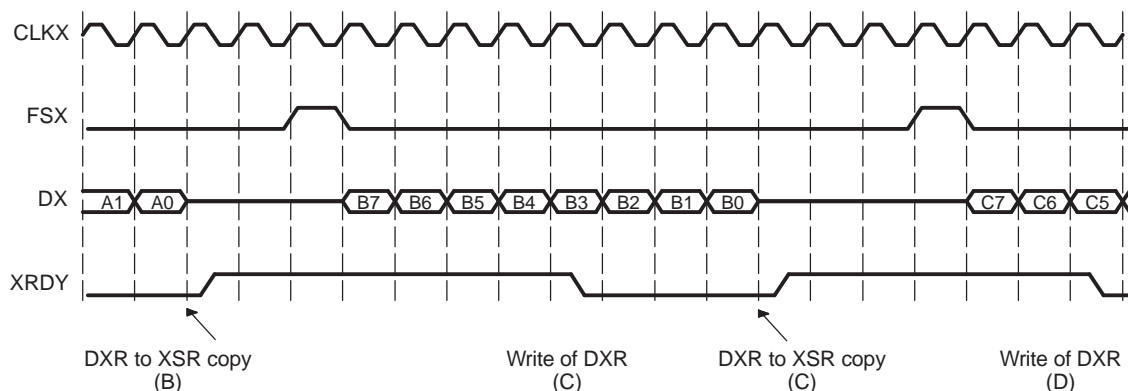 CLKX
FSX
DX A1 A0 B7 B6 B5 B4 B3 B2 B1 B0 C7 C6 C5
XRDY
DXR to XSR copy Write of DXR DXR to XSR copy Write of DXR
(B) (C) (C) (D)